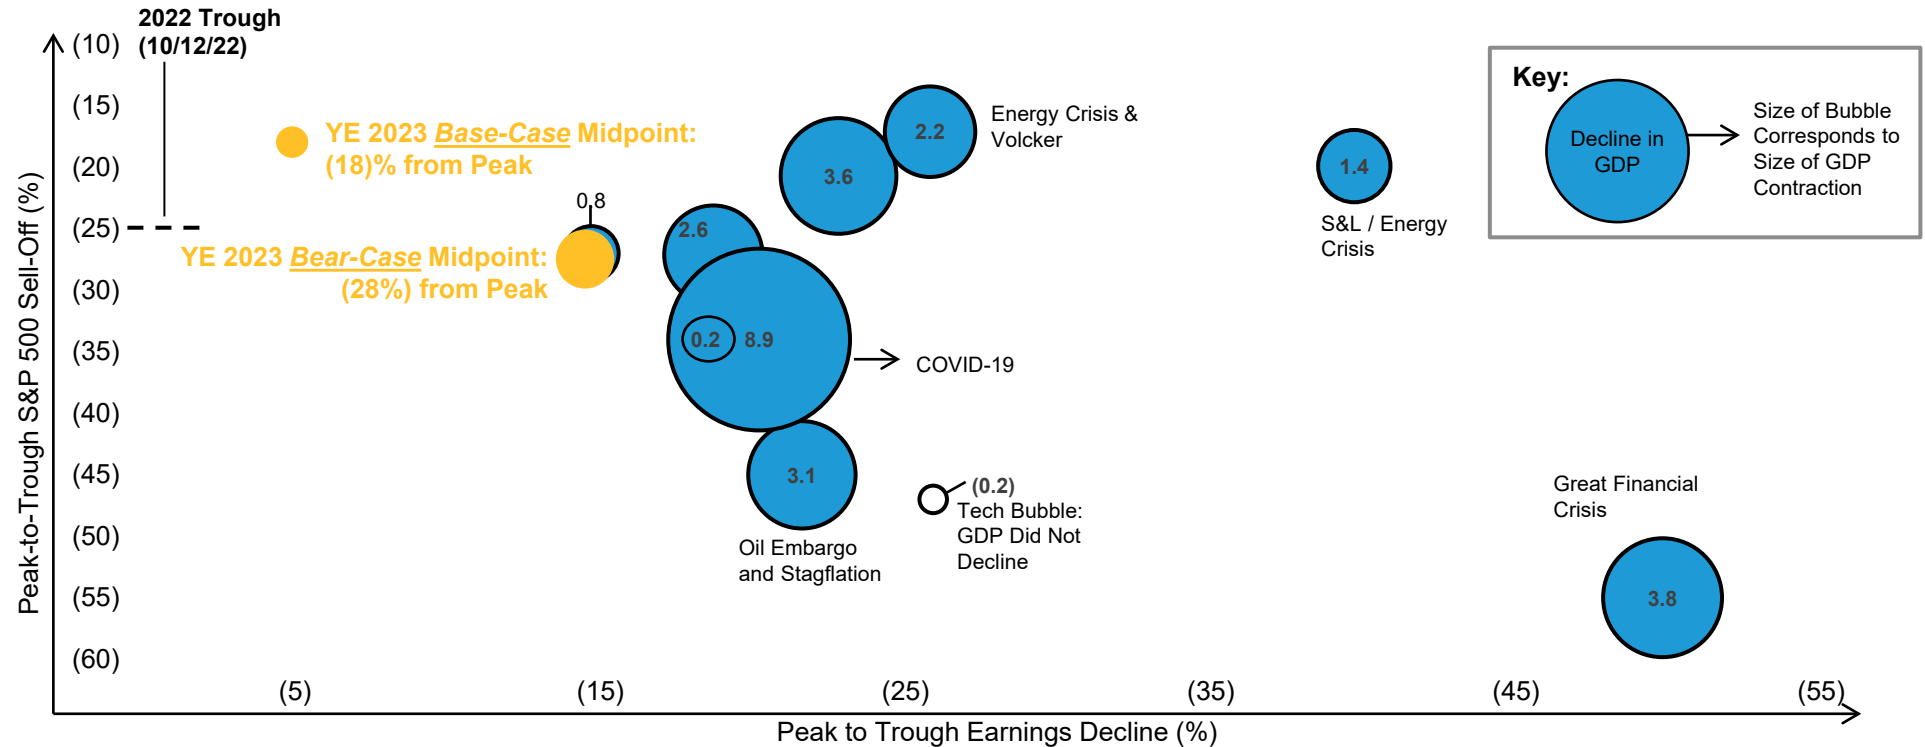 2022 Trough
(10/12/22)
Peak-to-Trough S&P 500 Sell-Off (%)
(10)
(15)
(20)
(25)
(30)
(35)
(40)
(45)
(50)
(55)
(60)
YE 2023 Base-Case Midpoint:
(18)% from Peak
0.8
YE 2023 Bear-Case Midpoint:
(28%) from Peak
2.6
3.6
2.2
Energy Crisis &
Volcker
1.4
S&L / Energy
Crisis
Key:
Decline in
GDP
Size of Bubble
Corresponds to
Size of GDP
Contraction
0.2
8.9
COVID-19
3.1
Oil Embargo
and Stagflation
(0.2)
Tech Bubble:
GDP Did Not
Decline
Great Financial
Crisis
3.8
(5)
(15)
(25)
(35)
(45)
(55)
Peak to Trough Earnings Decline (%)